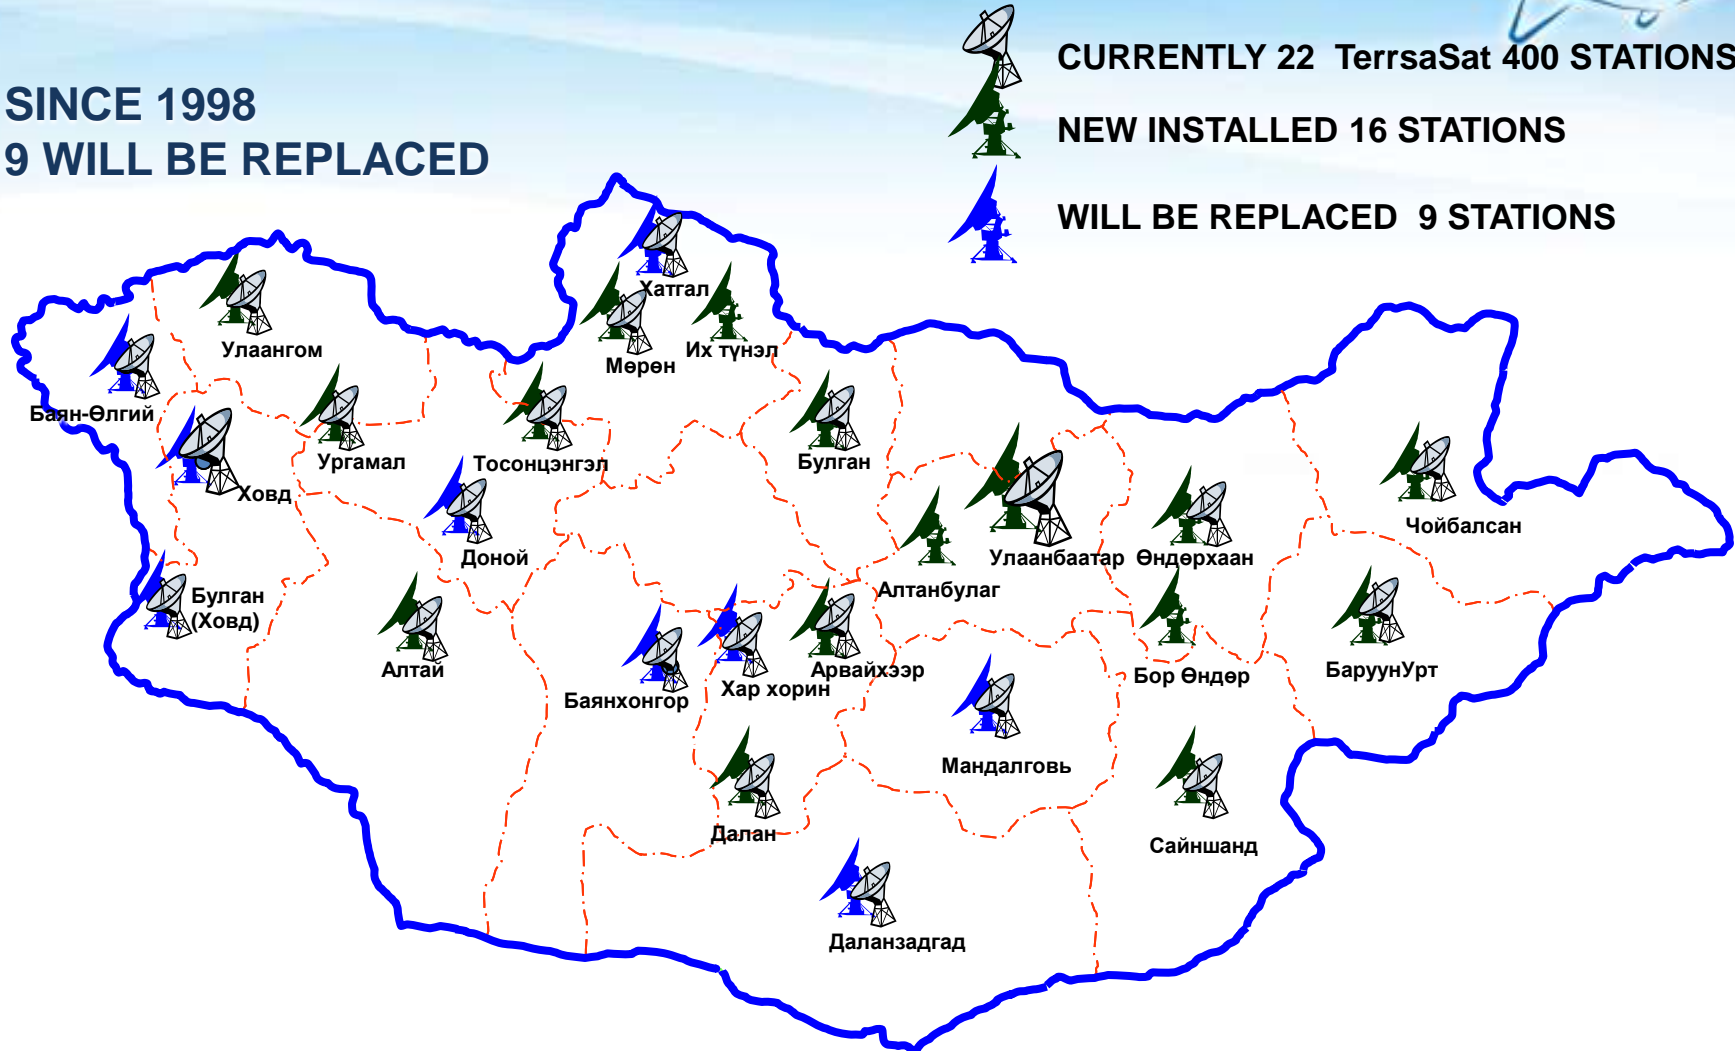 CURRENTLY 22 TerrsaSat 400 STATIONS
SINCE 1998
9 WILL BE REPLACED
NEW INSTALLED 16 STATIONS
WILL BE REPLACED 9 STATIONS
Хатгал
Улаангом
Мөрөн
Их түнэл
Баян-Өлгий
Ургамал
Тосонцэнгэл
Булган
Ховд
Чойбалсан
Доной
Улаанбаатар
Өндөрхаан
Алтанбулаг
Булган
(Ховд)
Алтай
Баянхонгор
Хар хорин
Арвайхээр
Бор Өндөр
БаруунУрт
Мандалговь
Далан
Сайншанд
Даланзадгад